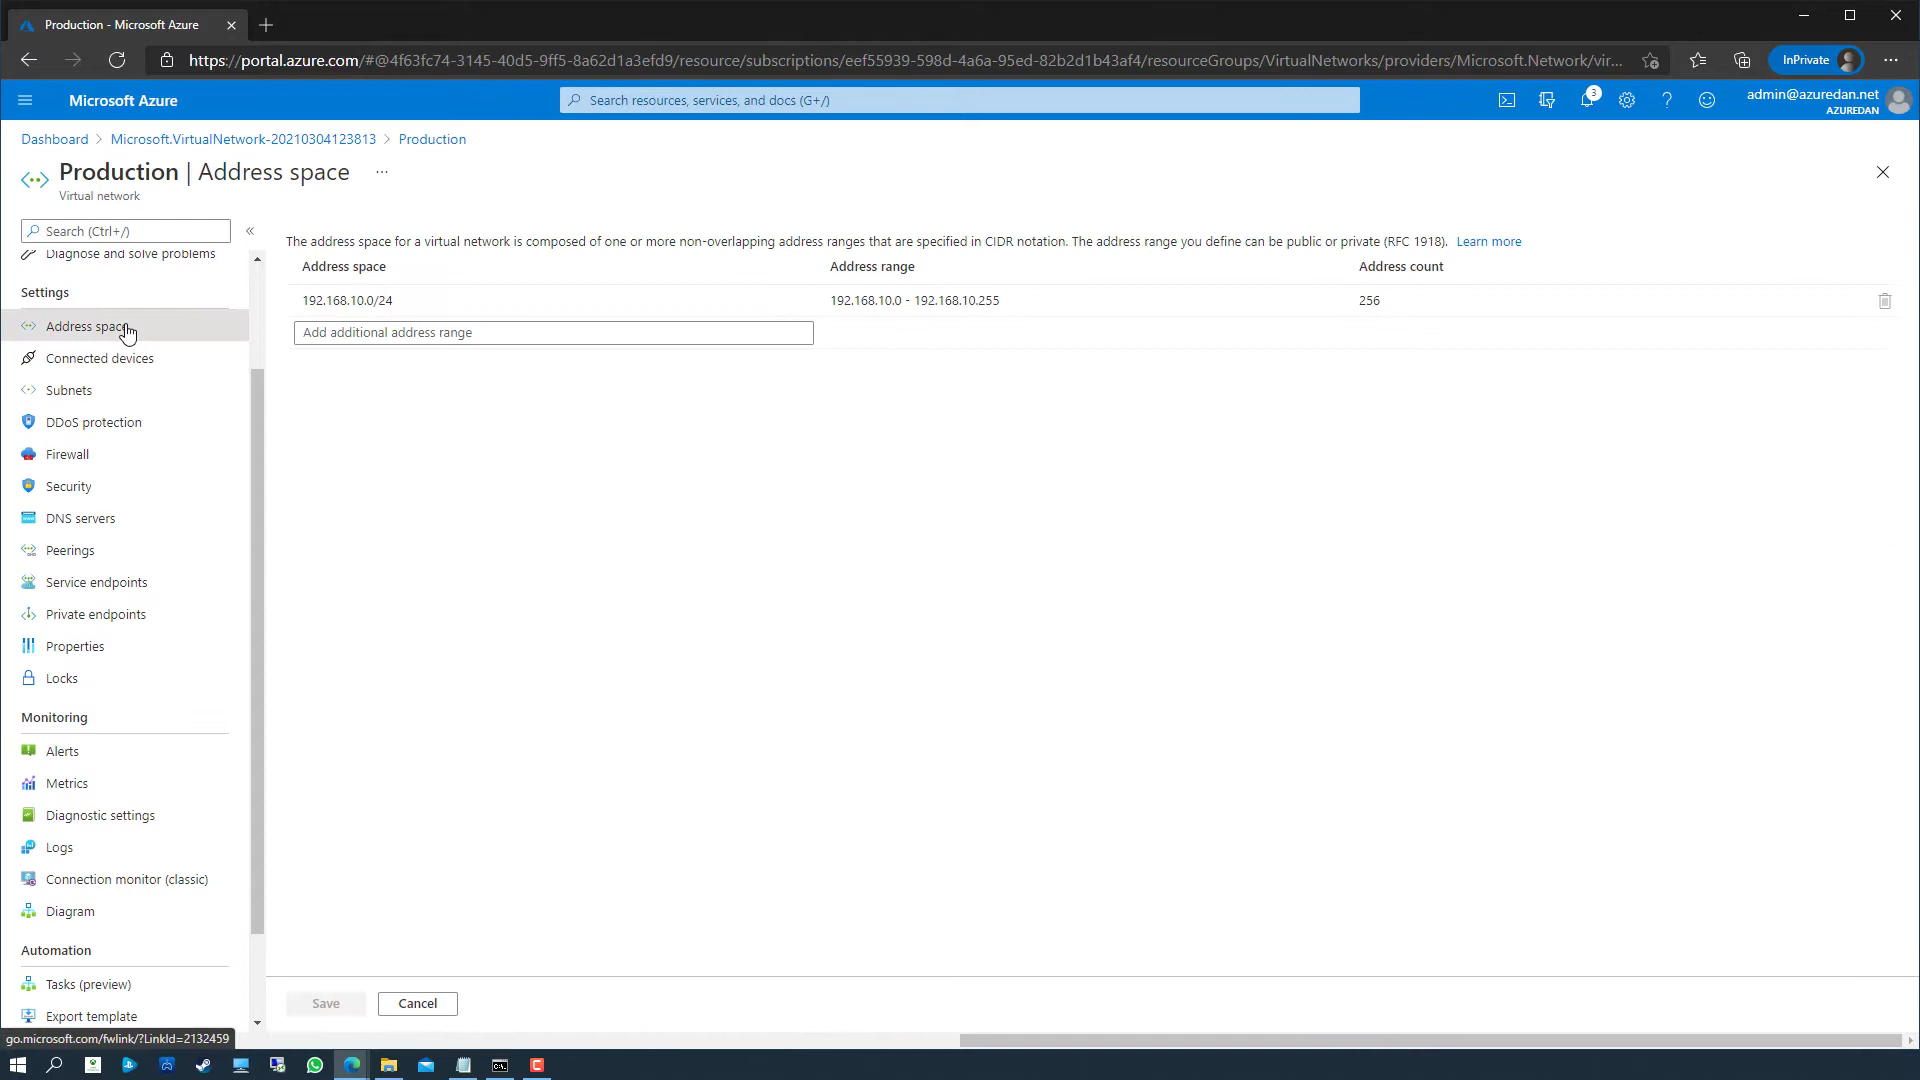 Production - Microsoft Azure
https://portal.azure.com/#@4f63fc74-3145-40d5-9ff5-8a62d1a3efd9/resource/subscriptions/eef55939-598d-4a6a-95ed-82b2d1b43af4/resourceGroups/VirtualNetworks/providers/Microsoft.Network/vir...
InPrivate
Microsoft Azure
Search resources, services, and docs (G+/)
3
admin@azuredan.net
AZUREDAN
Dashboard > Microsoft.VirtualNetwork-20210304123813 > Production
Production | Address space ...
Virtual network
Search (Ctrl+/)
«
Diagnose and solve problems
Settings
Address space
Connected devices
Subnets
DDoS protection
Firewall
Security
DNS servers
Peerings
Service endpoints
Private endpoints
Properties
Locks
Monitoring
Alerts
Metrics
Diagnostic settings
Logs
Connection monitor (classic)
Diagram
Automation
Tasks (preview)
Export template
The address space for a virtual network is composed of one or more non-overlapping address ranges that are specified in CIDR notation. The address range you define can be public or private (RFC 1918). Learn more
Address space Address range Address count
192.168.10.0/24 192.168.10.0 - 192.168.10.255 256
Add additional address range
Save Cancel
go.microsoft.com/fwlink/?LinkId=2132459